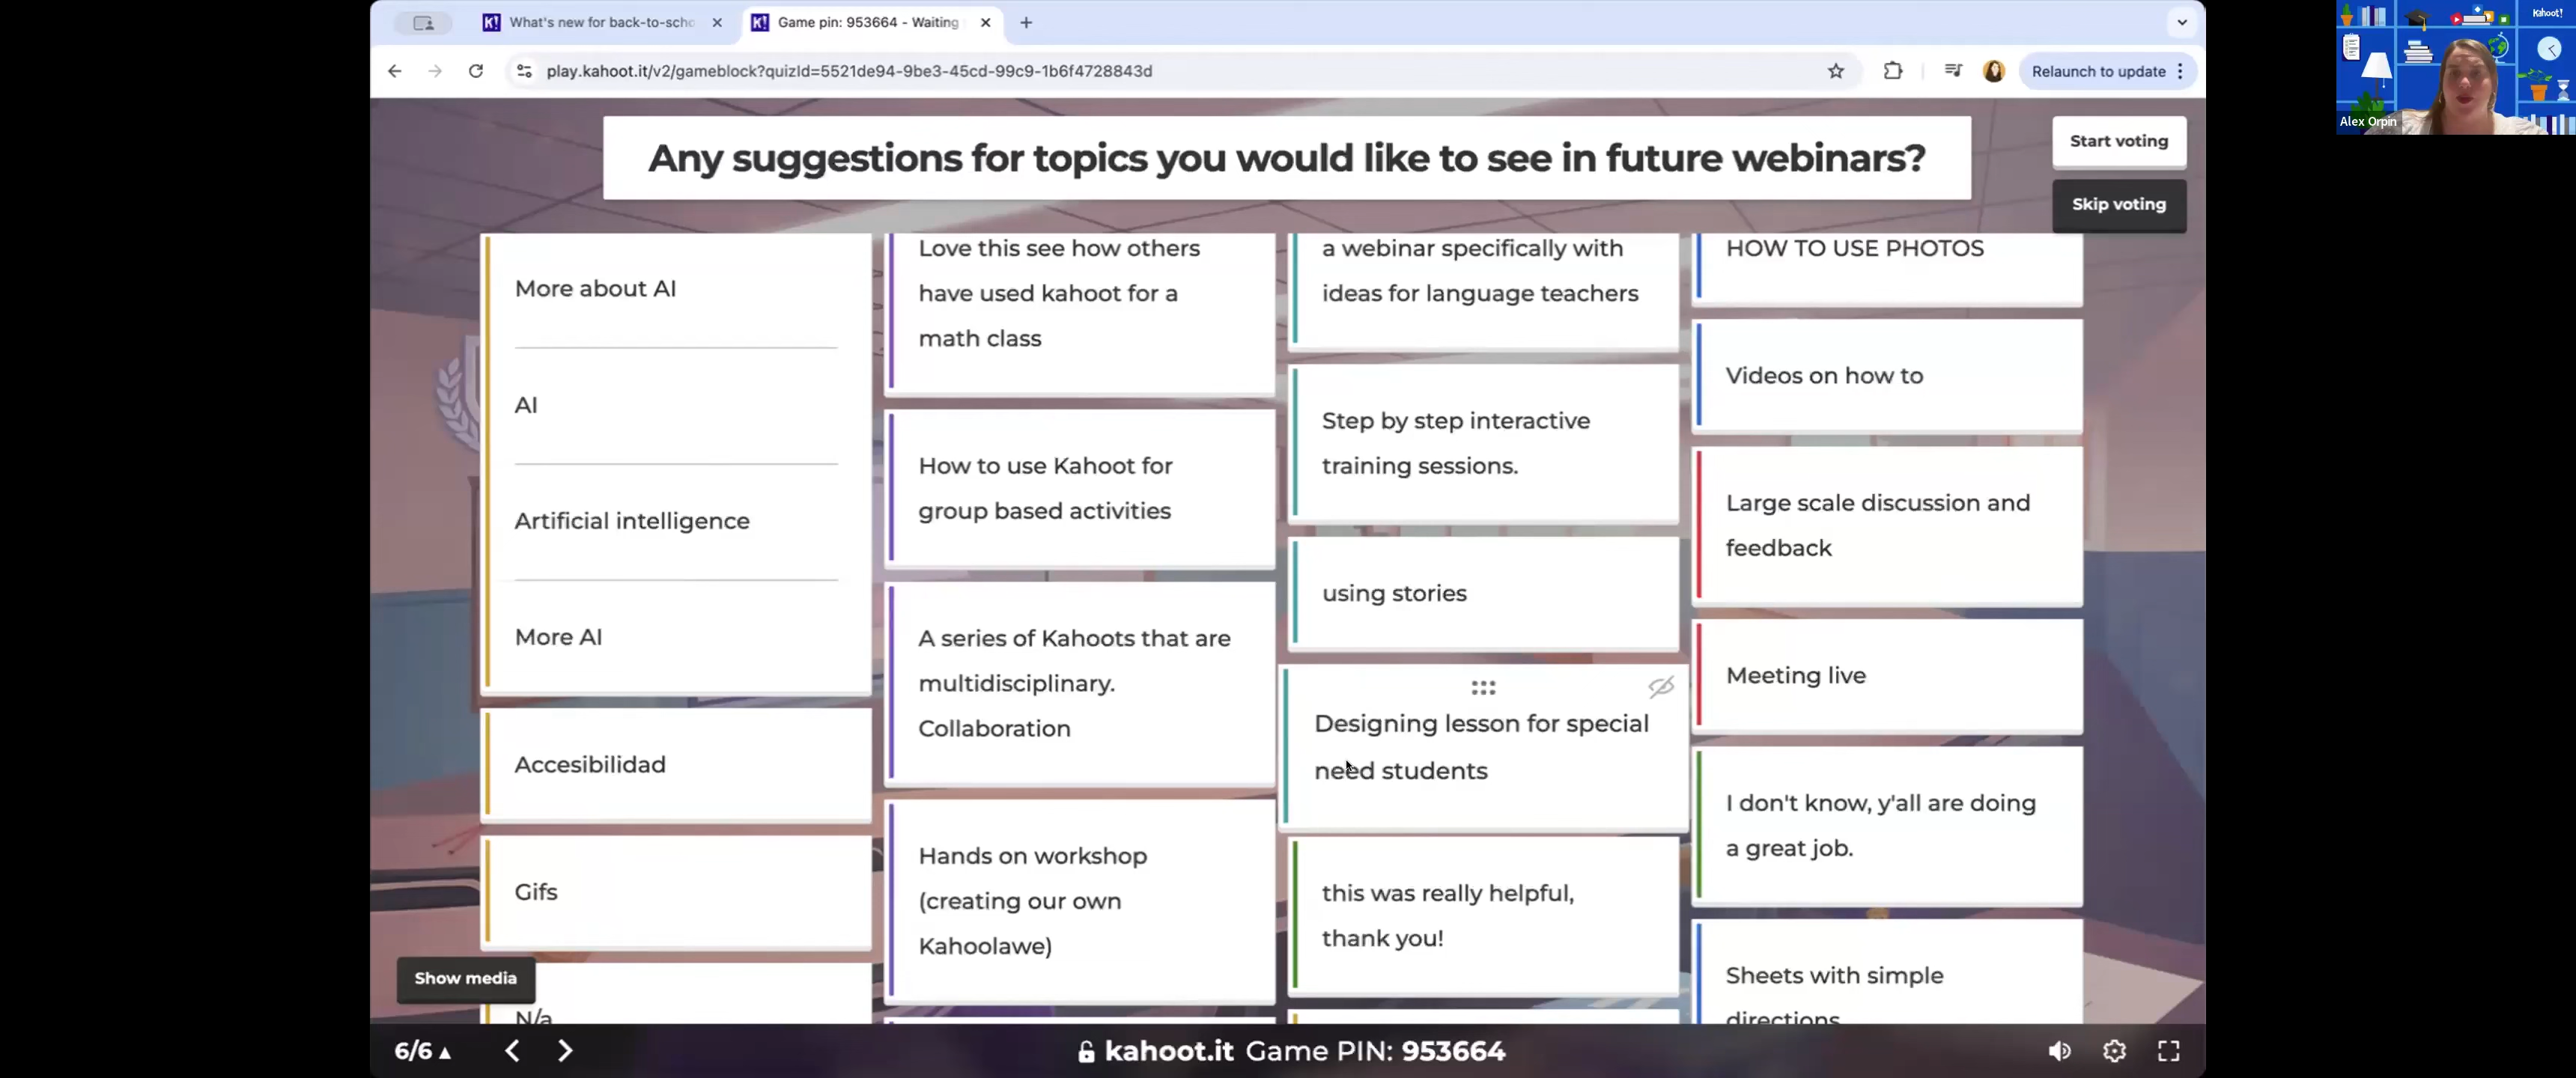 What's new for back-to-scho
Game pin: 953664 - Waiting
play.kahoot.it/v2/gameblock?quizId=5521de94-9be3-45cd-99c9-1b6f4728843d
Relaunch to update
Kahoot!
Alex Orpin
Any suggestions for topics you would like to see in future webinars?
Start voting
Skip voting
More about AI
AI
Artificial intelligence
More AI
Accesibilidad
Gifs
N/a
Love this see how others
have used kahoot for a
math class
How to use Kahoot for
group based activities
A series of Kahoots that are
multidisciplinary.
Collaboration
Hands on workshop
(creating our own
Kahoolawe)
a webinar specifically with
ideas for language teachers
Step by step interactive
training sessions.
using stories
Designing lesson for special
need students
this was really helpful,
thank you!
HOW TO USE PHOTOS
Videos on how to
Large scale discussion and
feedback
Meeting live
I don't know, y'all are doing
a great job.
Sheets with simple
directions
Show media
6/6
kahoot.it Game PIN: 953664